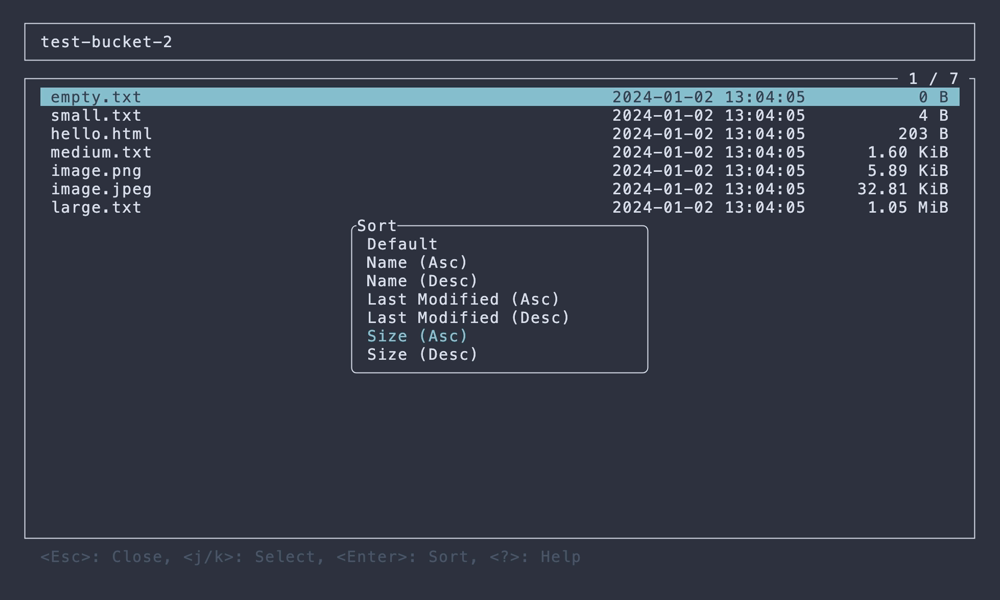 test-bucket-2
1 / 7
empty.txt 2024-01-02 13:04:05 0 B
small.txt 2024-01-02 13:04:05 4 B
hello.html 2024-01-02 13:04:05 203 B
medium.txt 2024-01-02 13:04:05 1.60 KiB
image.png 2024-01-02 13:04:05 5.89 KiB
image.jpeg 2024-01-02 13:04:05 32.81 KiB
large.txt 2024-01-02 13:04:05 1.05 MiB
Sort
Default
Name (Asc)
Name (Desc)
Last Modified (Asc)
Last Modified (Desc)
Size (Asc)
Size (Desc)
<Esc>: Close, <j/k>: Select, <Enter>: Sort, <?>: Help